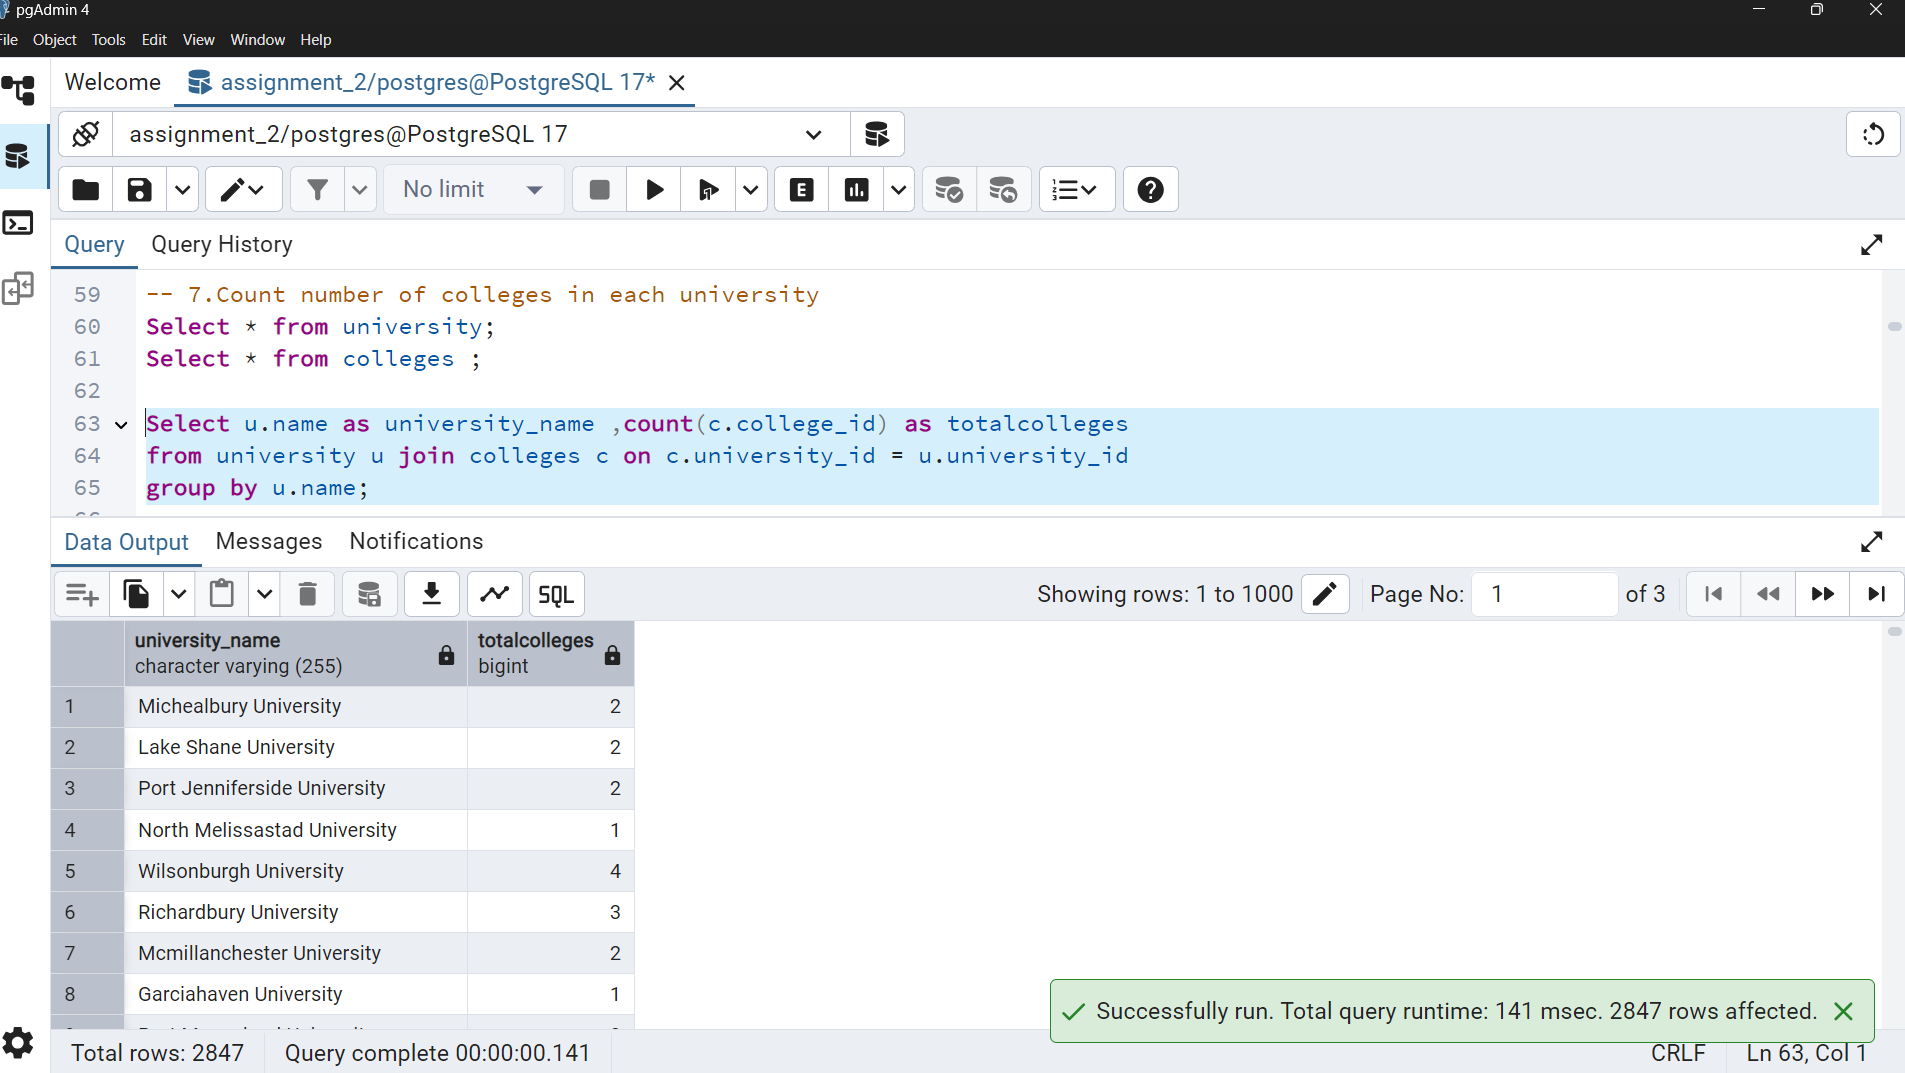 pgAdmin 4
File Object Tools Edit View Window Help
Welcome assignment_2/postgres@PostgreSQL 17*
assignment_2/postgres@PostgreSQL 17
No limit
E
Query Query History
59 -- 7.Count number of colleges in each university
60 Select * from university;
61 Select * from colleges ;
62
63 Select u.name as university_name ,count(c.college_id) as totalcolleges
64 from university u join colleges c on c.university_id = u.university_id
65 group by u.name;
Data Output Messages Notifications
SQL Showing rows: 1 to 1000 Page No: 1 of 3
university_name totalcolleges
character varying (255) bigint
1 Michealbury University 2
2 Lake Shane University 2
3 Port Jenniferside University 2
4 North Melissastad University 1
5 Wilsonburgh University 4
6 Richardbury University 3
7 Mcmillanchester University 2
8 Garciahaven University 1
Successfully run. Total query runtime: 141 msec. 2847 rows affected.
Total rows: 2847 Query complete 00:00:00.141 CRLF Ln 63, Col 1